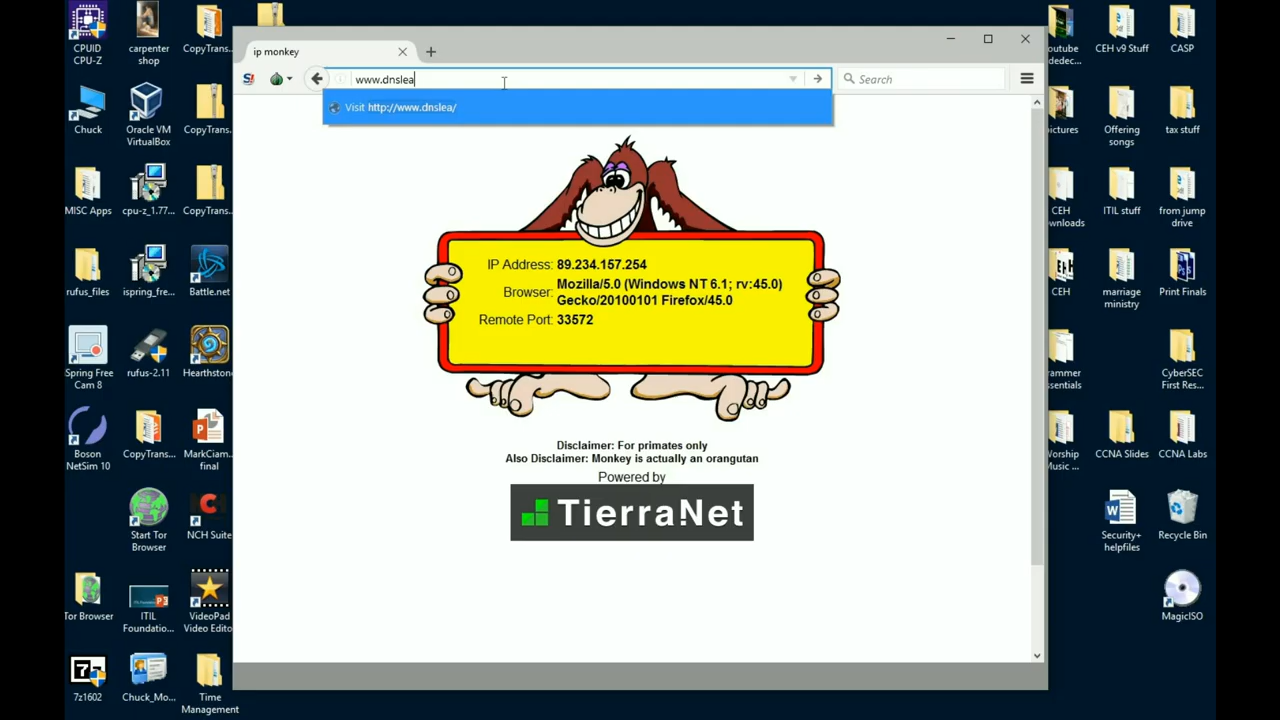 CPUID
CPU-Z
carpenter
shop
CopyTrans...
ip monkey
www.dnslea
Search
Visit http://www.dnslea/
IP Address: 89.234.157.254
Browser: Mozilla/5.0 (Windows NT 6.1; rv:45.0)
Gecko/20100101 Firefox/45.0
Remote Port: 33572
Disclaimer: For primates only
Also Disclaimer: Monkey is actually an orangutan
Powered by
TierraNet
Chuck
Oracle VM
VirtualBox
CopyTrans...
MISC Apps
cpu-z_1.77...
CopyTrans...
rufus_files
ispring_fre...
Battle.net
iSpring Free
Cam 8
rufus-2.11
Hearthstone
Boson
NetSim 10
CopyTrans...
MarkCiam...
final
Start Tor
Browser
NCH Suite
Tor Browser
ITIL
Foundatio...
VideoPad
Video Edito
7z1602
Chuck_Mo...
Time
Management
outube
dedec...
CEH v9 Stuff
CASP
pictures
Offering
songs
tax stuff
CEH
ownloads
ITIL stuff
from jump
drive
CEH
marriage
ministry
Print Finals
rammer
ssentials
CyberSEC
First Res...
Worship
Music ...
CCNA Slides
CCNA Labs
Security+
helpfiles
Recycle Bin
MagicISO